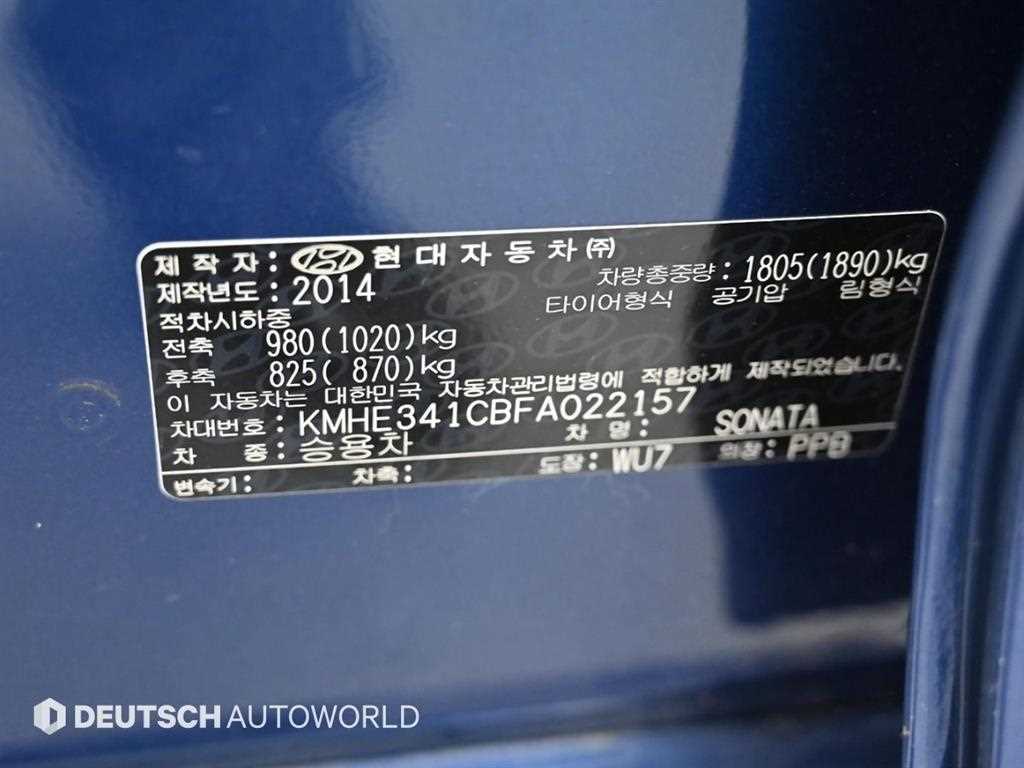 제 작 자 : 현 대 자 동 차 ㈜
제작년도 : 2014 차량총중량 : 1805(1890)kg
적차시하중 타이어형식 공기압 림형식
전축 980(1020)kg
후축 825( 870)kg
이 자동차는 대한민국 자동차관리법령에 적합하게 제작되었습니다.
차대번호 : KMHE341CBFA022157
차 종 : 승용차 차 명 : SONATA
변속기 : 차축 : 도장 : WU7 외장 : PPB
DEUTSCH AUTOWORLD